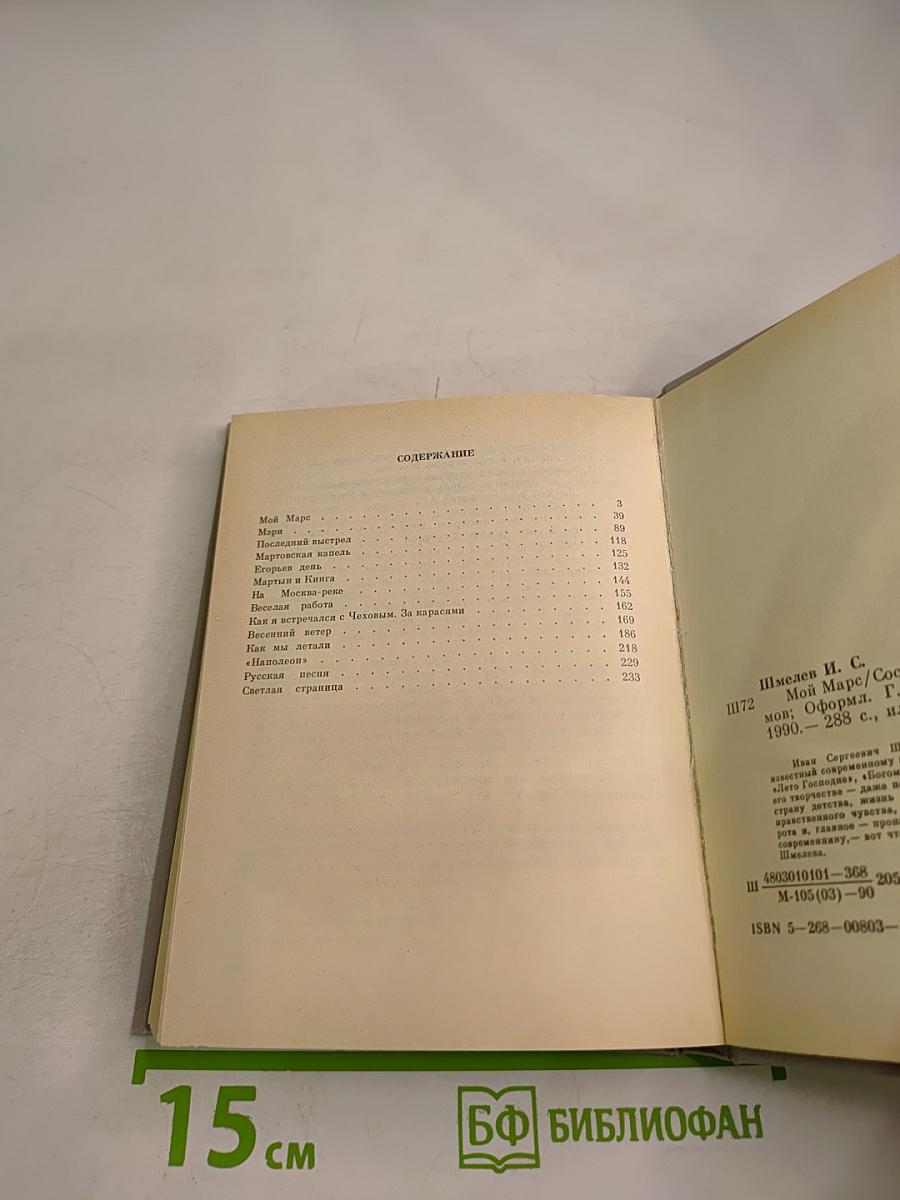 СОДЕРЖАНИЕ
Мой Марс . . . 3
Мэри . . . 39
Последний выстрел . . . 89
Мартовская капель . . . 118
Егорьев день . . . 125
Мартын и Кинга . . . 132
На Москва-реке . . . 144
Веселая работа . . . 155
Как я встречался с Чеховым. За карасями . . . 162
Весенний ветер . . . 169
Как мы летали . . . 186
«Наполеон» . . . 218
Русская песня . . . 229
Светлая страница . . . 233
Шмелев И. С.
Ш72 Мой Марс/Сос
мов; Оформл. Г.
1990.— 288 с., ил
Иван Сергеевич Ш
известный современному
«Лето Господне», «Богом
его творчестве — даже
страну детства, жизнь
нравственного чувства,
рота и, главное — прон
современнику,— вот чт
Шмелева.
Ш 4803010101—368 205
М-105(03)—90
ISBN 5—268—00803—
15 см
БФ БИБЛИОФАН